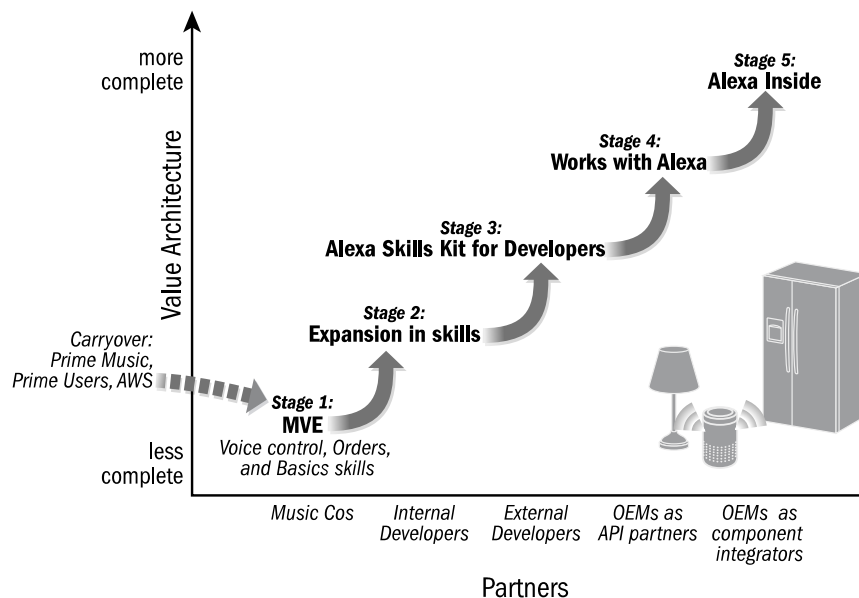 more
complete
Value Architecture
less
complete
Carryover:
Prime Music,
Prime Users, AWS
Stage 1:
MVE
Voice control, Orders,
and Basics skills
Stage 2:
Expansion in skills
Stage 3:
Alexa Skills Kit for Developers
Stage 4:
Works with Alexa
Stage 5:
Alexa Inside
Music Cos
Internal
Developers
External
Developers
OEMs as
API partners
OEMs as
component
integrators
Partners